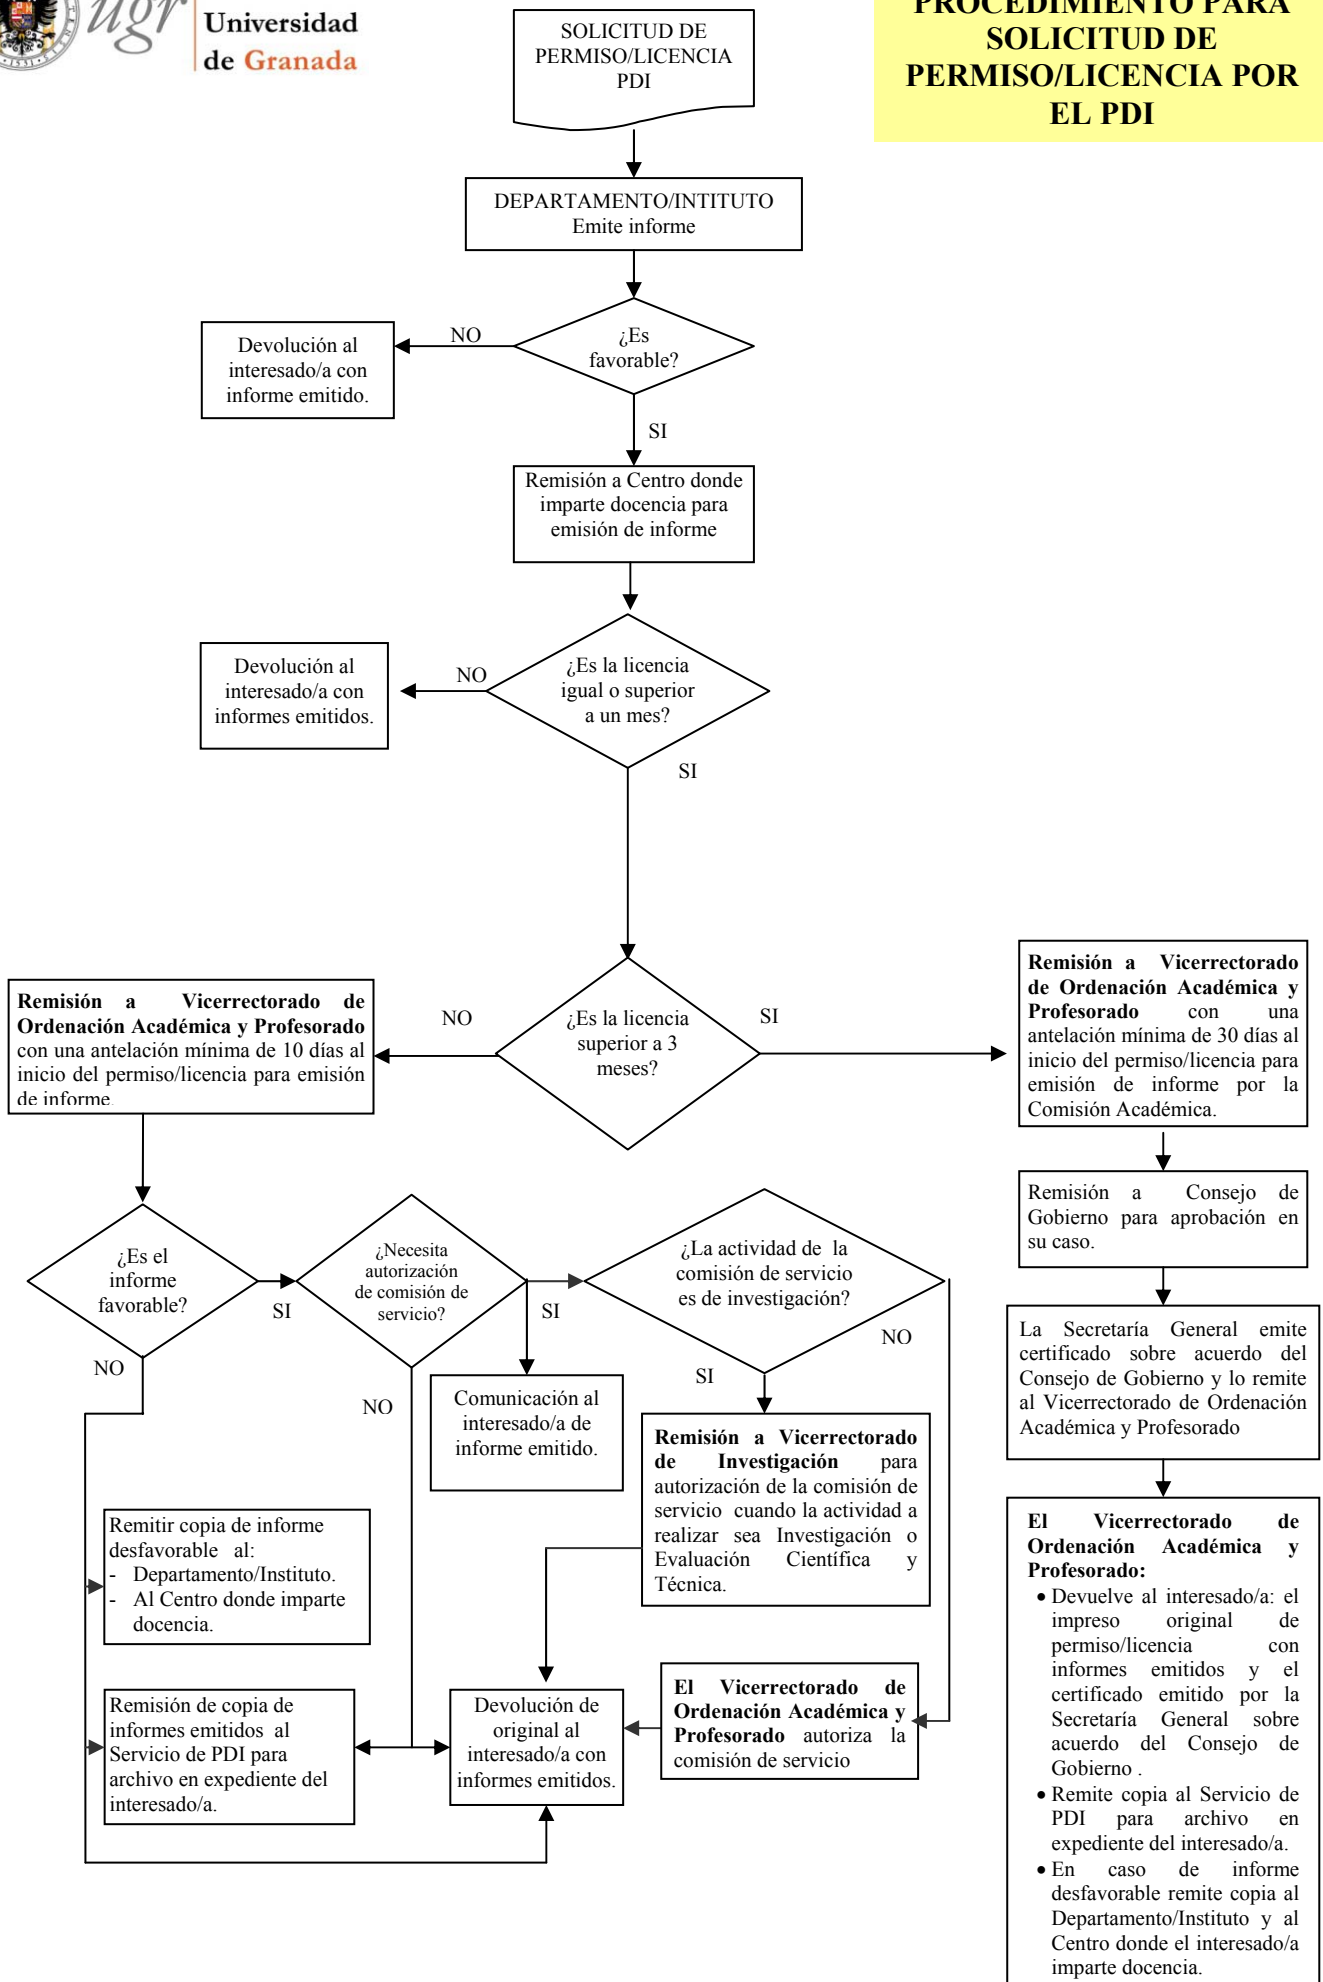 ugr
Universidad
de Granada
1531
SOLICITUD DE
PERMISO/LICENCIA
PDI
PROCEDIMIENTO PARA
SOLICITUD DE
PERMISO/LICENCIA POR
EL PDI
DEPARTAMENTO/INTITUTO
Emite informe
¿Es
favorable?
NO
Devolución al
interesado/a con
informe emitido.
SI
Remisión a Centro donde
imparte docencia para
emisión de informe
¿Es la licencia
igual o superior
a un mes?
NO
Devolución al
interesado/a con
informes emitidos.
SI
¿Es la licencia
superior a 3
meses?
NO
SI
Remisión a Vicerrectorado de
Ordenación Académica y Profesorado
con una antelación mínima de 10 días al
inicio del permiso/licencia para emisión
de informe.
Remisión a Vicerrectorado
de Ordenación Académica y
Profesorado con una
antelación mínima de 30 días al
inicio del permiso/licencia para
emisión de informe por la
Comisión Académica.
Remisión a Consejo de
Gobierno para aprobación en
su caso.
¿Es el
informe
favorable?
SI
NO
¿Necesita
autorización
de comisión de
servicio?
SI
NO
¿La actividad de la
comisión de servicio
es de investigación?
NO
SI
Comunicación al
interesado/a de
informe emitido.
Remisión a Vicerrectorado
de Investigación para
autorización de la comisión de
servicio cuando la actividad a
realizar sea Investigación o
Evaluación Científica y
Técnica.
La Secretaría General emite
certificado sobre acuerdo del
Consejo de Gobierno y lo remite
al Vicerrectorado de Ordenación
Académica y Profesorado
Remitir copia de informe
desfavorable al:
- Departamento/Instituto.
- Al Centro donde imparte
docencia.
Remisión de copia de
informes emitidos al
Servicio de PDI para
archivo en expediente del
interesado/a.
Devolución de
original al
interesado/a con
informes emitidos.
El Vicerrectorado de
Ordenación Académica y
Profesorado autoriza la
comisión de servicio
El Vicerrectorado de
Ordenación Académica y
Profesorado:
• Devuelve al interesado/a: el
impreso original de
permiso/licencia con
informes emitidos y el
certificado emitido por la
Secretaría General sobre
acuerdo del Consejo de
Gobierno .
• Remite copia al Servicio de
PDI para archivo en
expediente del interesado/a.
• En caso de informe
desfavorable remite copia al
Departamento/Instituto y al
Centro donde el interesado/a
imparte docencia.